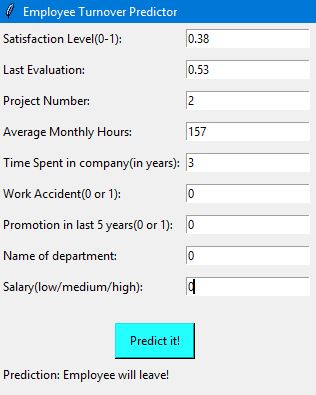 Employee Turnover Predictor
Satisfaction Level(0-1): 0.38
Last Evaluation: 0.53
Project Number: 2
Average Monthly Hours: 157
Time Spent in company(in years): 3
Work Accident(0 or 1): 0
Promotion in last 5 years(0 or 1): 0
Name of department: 0
Salary(low/medium/high): 0
Predict it!
Prediction: Employee will leave!